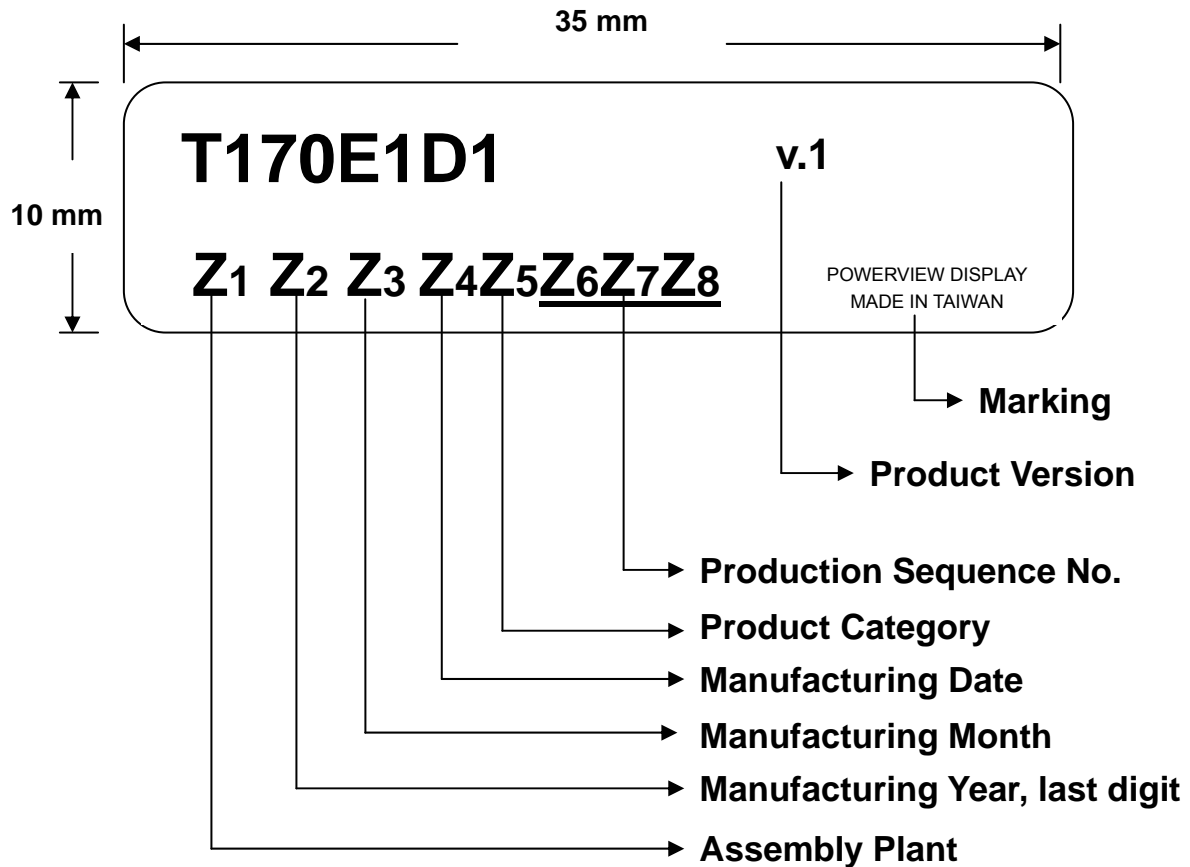 35 mm
T170E1D1 v.1
10 mm
Z1 Z2 Z3 Z4Z5Z6Z7Z8
POWERVIEW DISPLAY
MADE IN TAIWAN
Marking
Product Version
Production Sequence No.
Product Category
Manufacturing Date
Manufacturing Month
Manufacturing Year, last digit
Assembly Plant